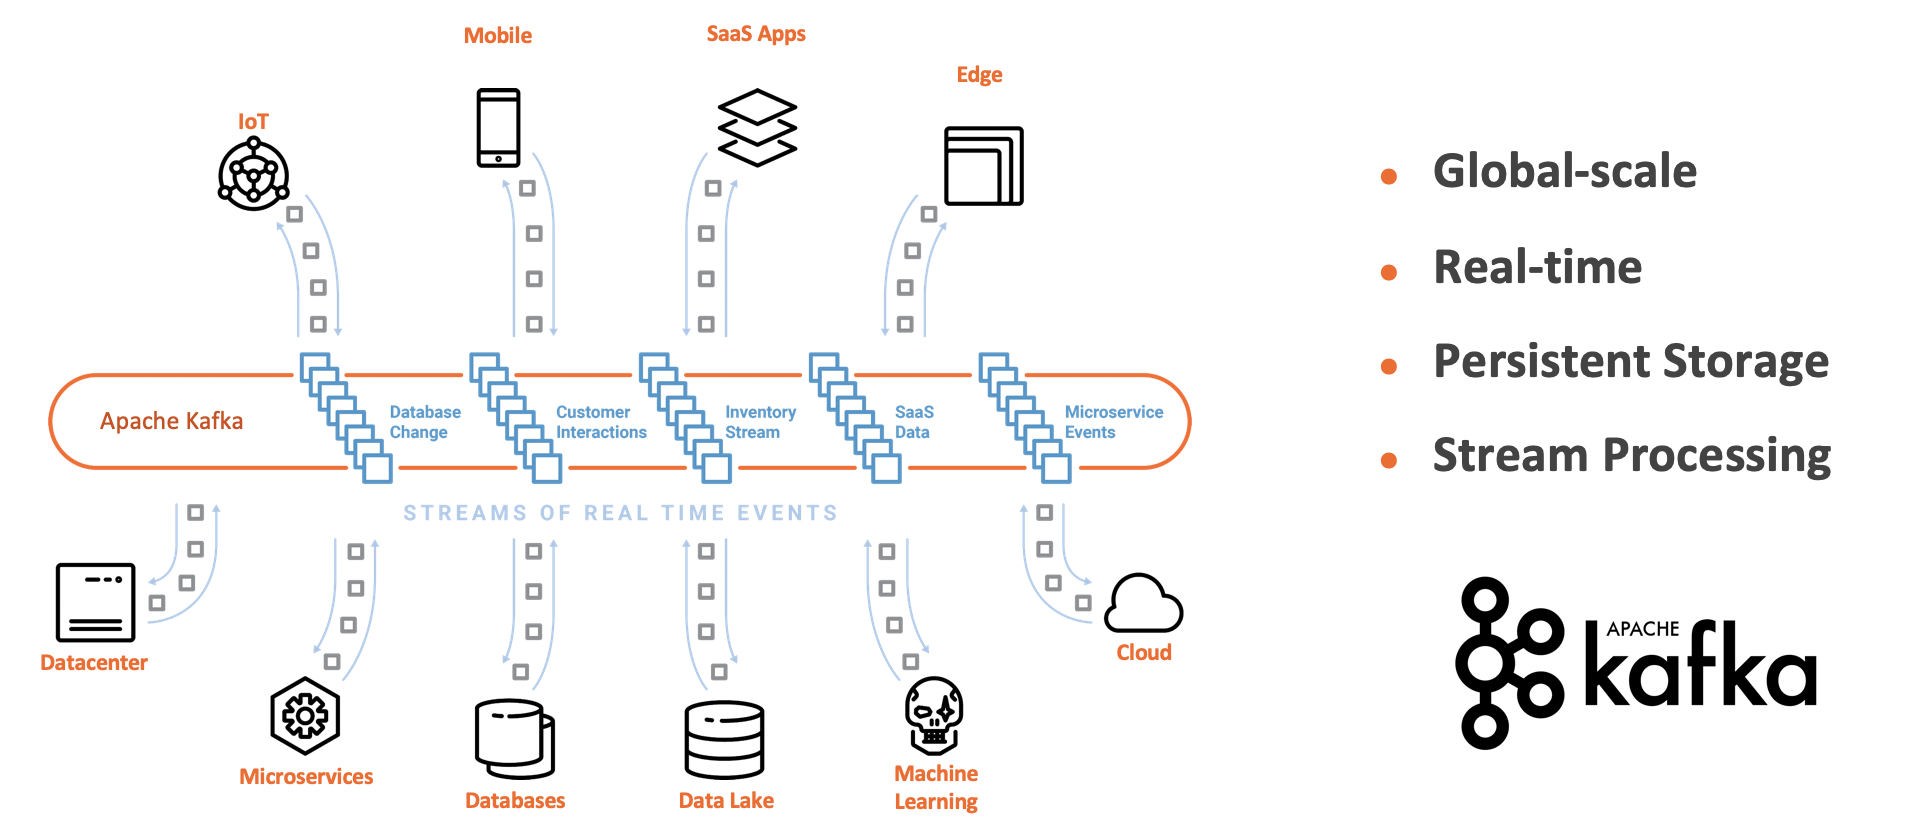 Mobile
SaaS Apps
Edge
IoT
Apache Kafka
Database
Change
Customer
Interactions
Inventory
Stream
SaaS
Data
Microservice
Events
STREAMS OF REAL TIME EVENTS
Datacenter
Microservices
Databases
Data Lake
Machine
Learning
Cloud
Global-scale
Real-time
Persistent Storage
Stream Processing
APACHE
kafka